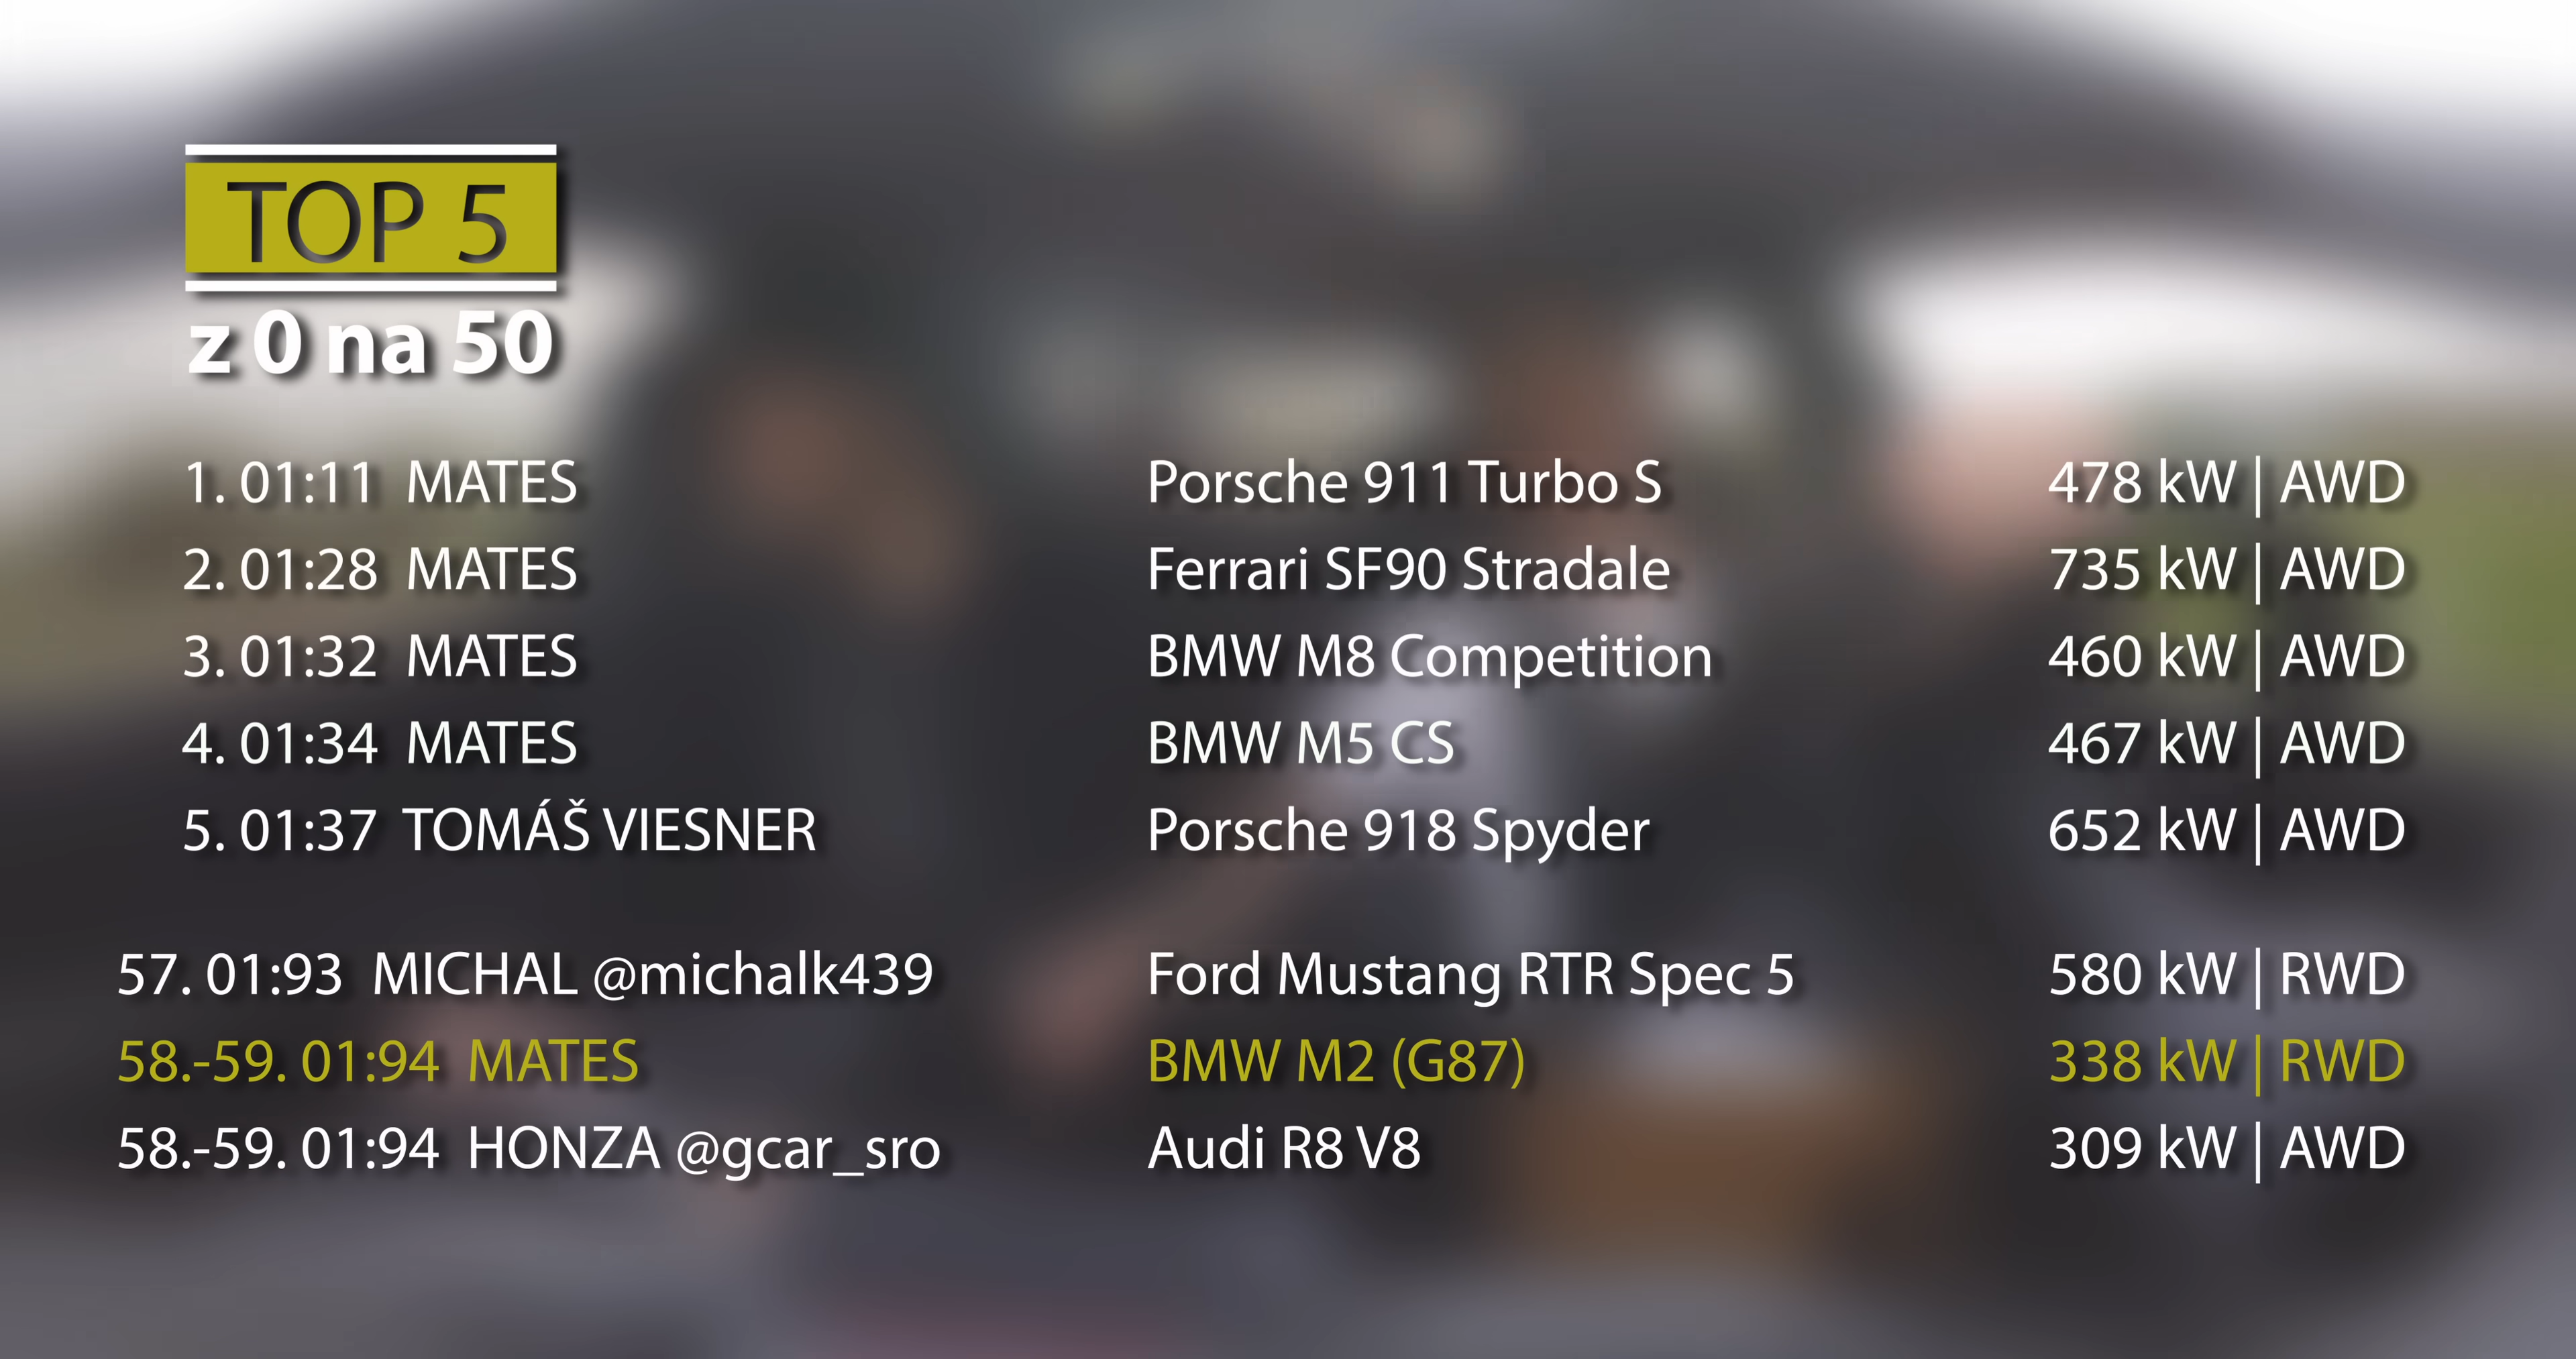 TOP 5
z 0 na 50
1. 01:11 MATES Porsche 911 Turbo S 478 kW | AWD
2. 01:28 MATES Ferrari SF90 Stradale 735 kW | AWD
3. 01:32 MATES BMW M8 Competition 460 kW | AWD
4. 01:34 MATES BMW M5 CS 467 kW | AWD
5. 01:37 TOMÁŠ VIESNER Porsche 918 Spyder 652 kW | AWD
57. 01:93 MICHAL @michalk439 Ford Mustang RTR Spec 5 580 kW | RWD
58.-59. 01:94 MATES BMW M2 (G87) 338 kW | RWD
58.-59. 01:94 HONZA @gcar_sro Audi R8 V8 309 kW | AWD